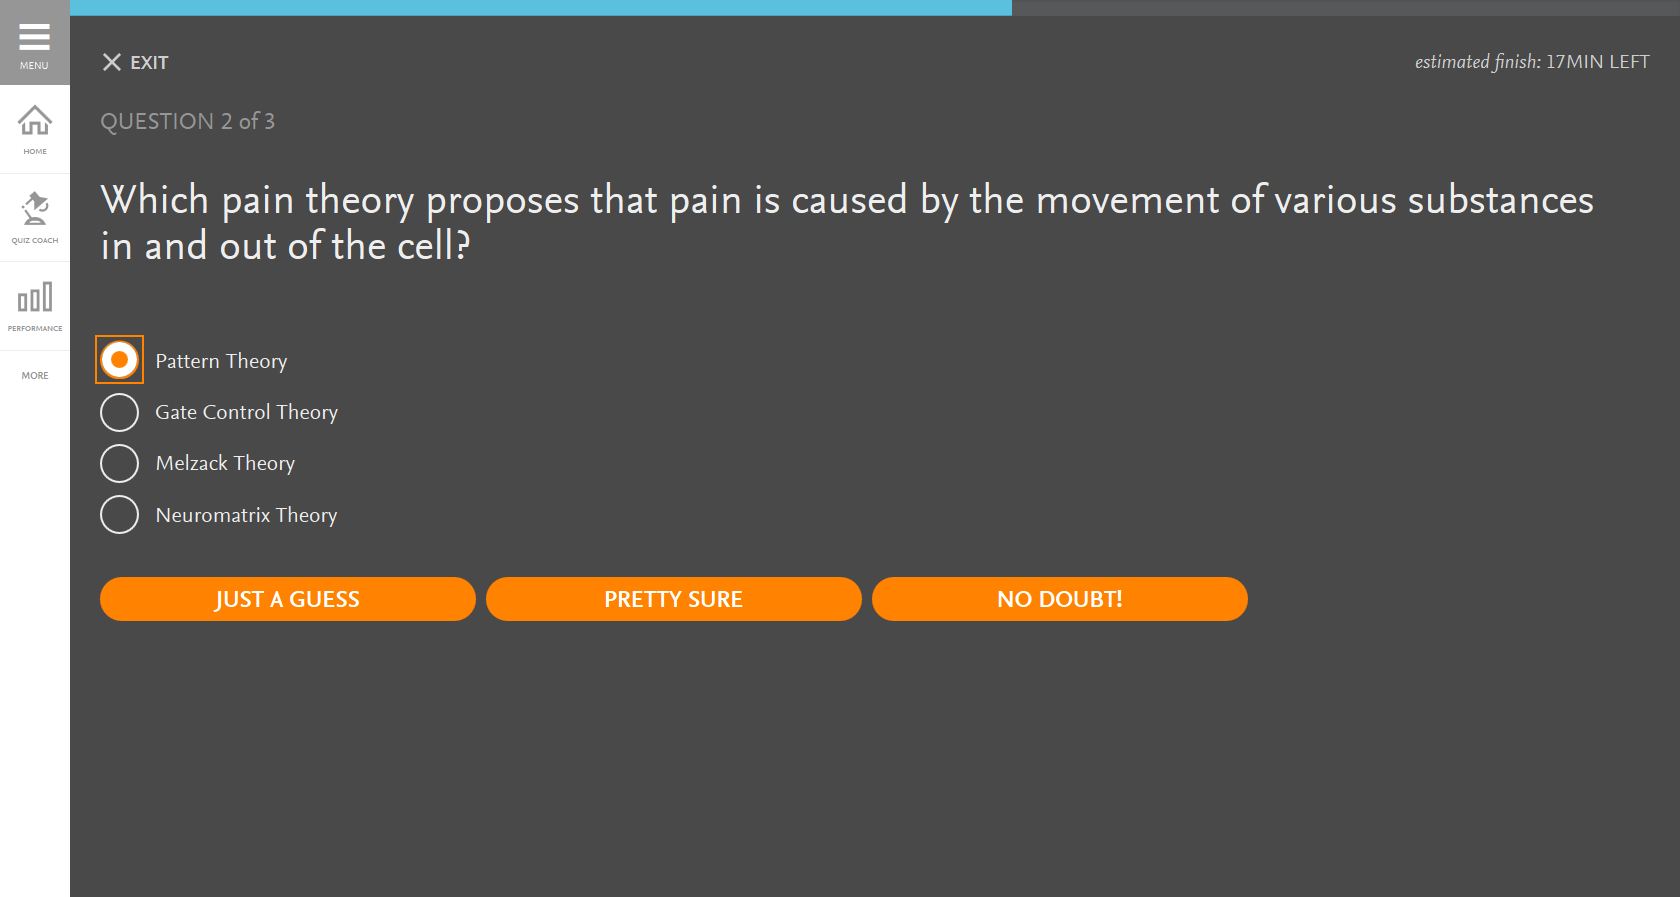 MENU
HOME
QUIZ COACH
PERFORMANCE
MORE
EXIT
estimated finish: 17MIN LEFT
QUESTION 2 of 3
Which pain theory proposes that pain is caused by the movement of various substances
in and out of the cell?
Pattern Theory
Gate Control Theory
Melzack Theory
Neuromatrix Theory
JUST A GUESS
PRETTY SURE
NO DOUBT!